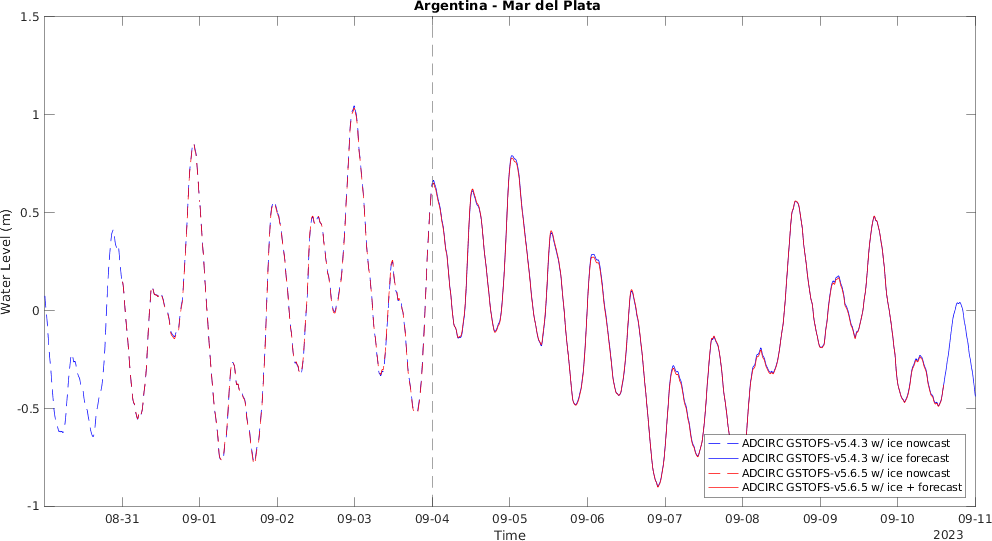 Argentina - Mar del Plata
1.5
1
0.5
0
-0.5
-1
Water Level (m)
08-31
09-01
09-02
09-03
09-04
09-05
09-06
09-07
09-08
09-09
09-10
09-11
Time
2023
ADCIRC GSTOFS-v5.4.3 w/ ice nowcast
ADCIRC GSTOFS-v5.4.3 w/ ice forecast
ADCIRC GSTOFS-v5.6.5 w/ ice nowcast
ADCIRC GSTOFS-v5.6.5 w/ ice + forecast